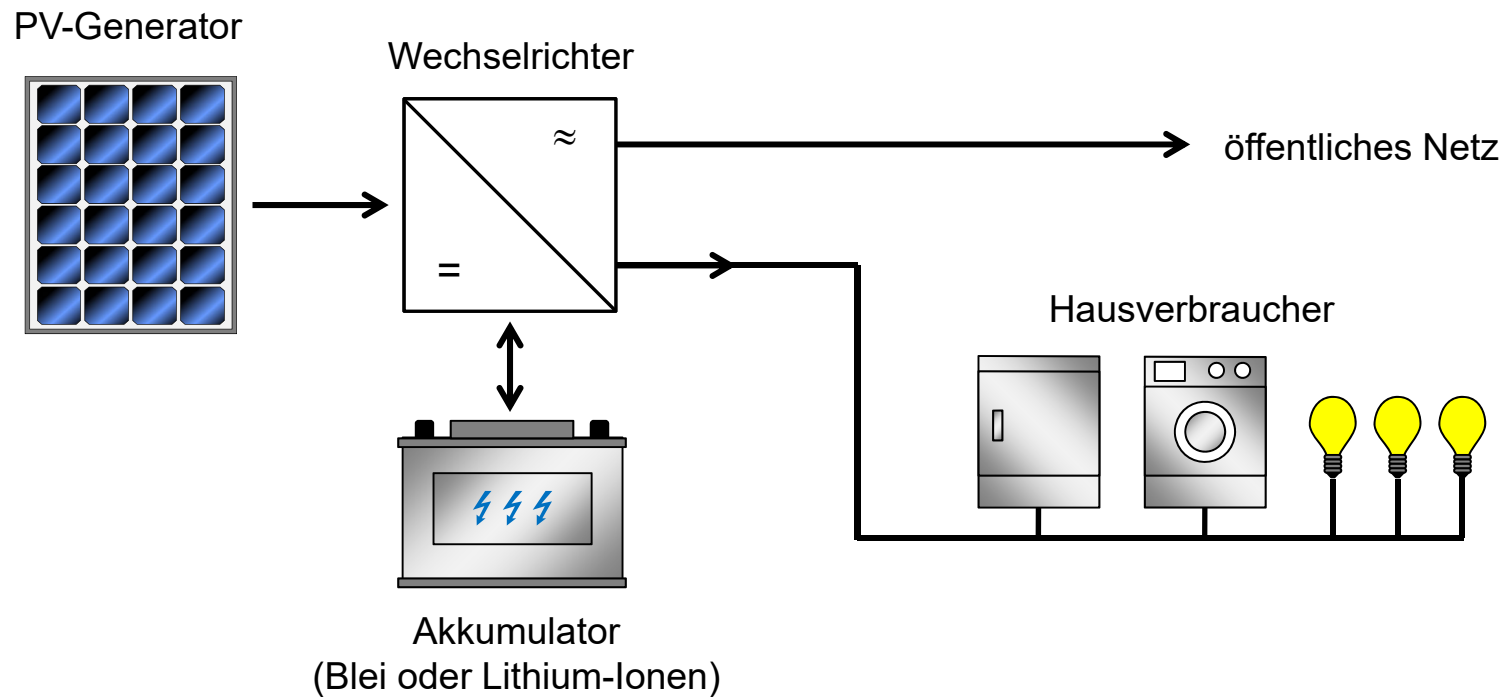 PV-Generator
Wechselrichter
≈
=
öffentliches Netz
Hausverbraucher
Akkumulator
(Blei oder Lithium-Ionen)